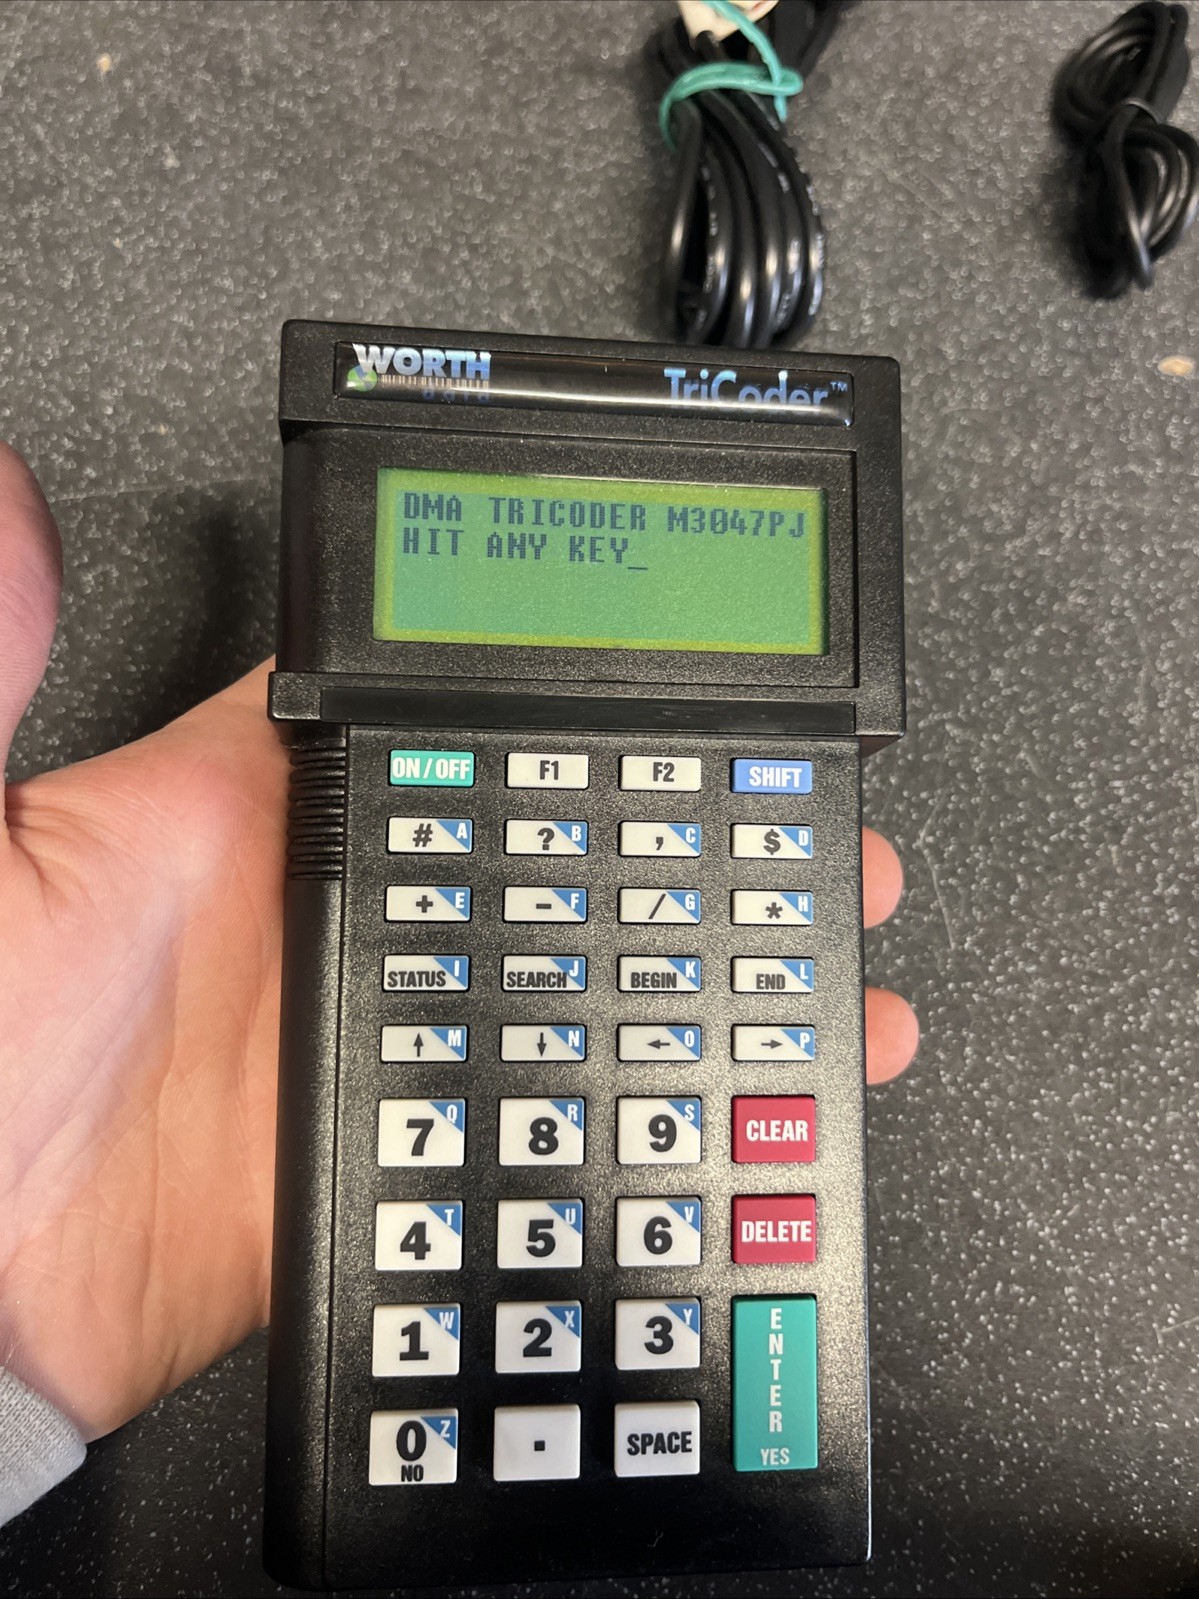 WORTH
data
TriCoder™
DMA TRICODER M3047PJ
HIT ANY KEY_
ON/OFF F1 F2 SHIFT
# A ? B , C $ D
+ E - F / G * H
STATUS I SEARCH J BEGIN K END L
↑ M ↓ N ← O → P
7 Q 8 R 9 S CLEAR
4 T 5 U 6 V DELETE
1 W 2 X 3 Y ENTER
0 Z . SPACE YES
NO